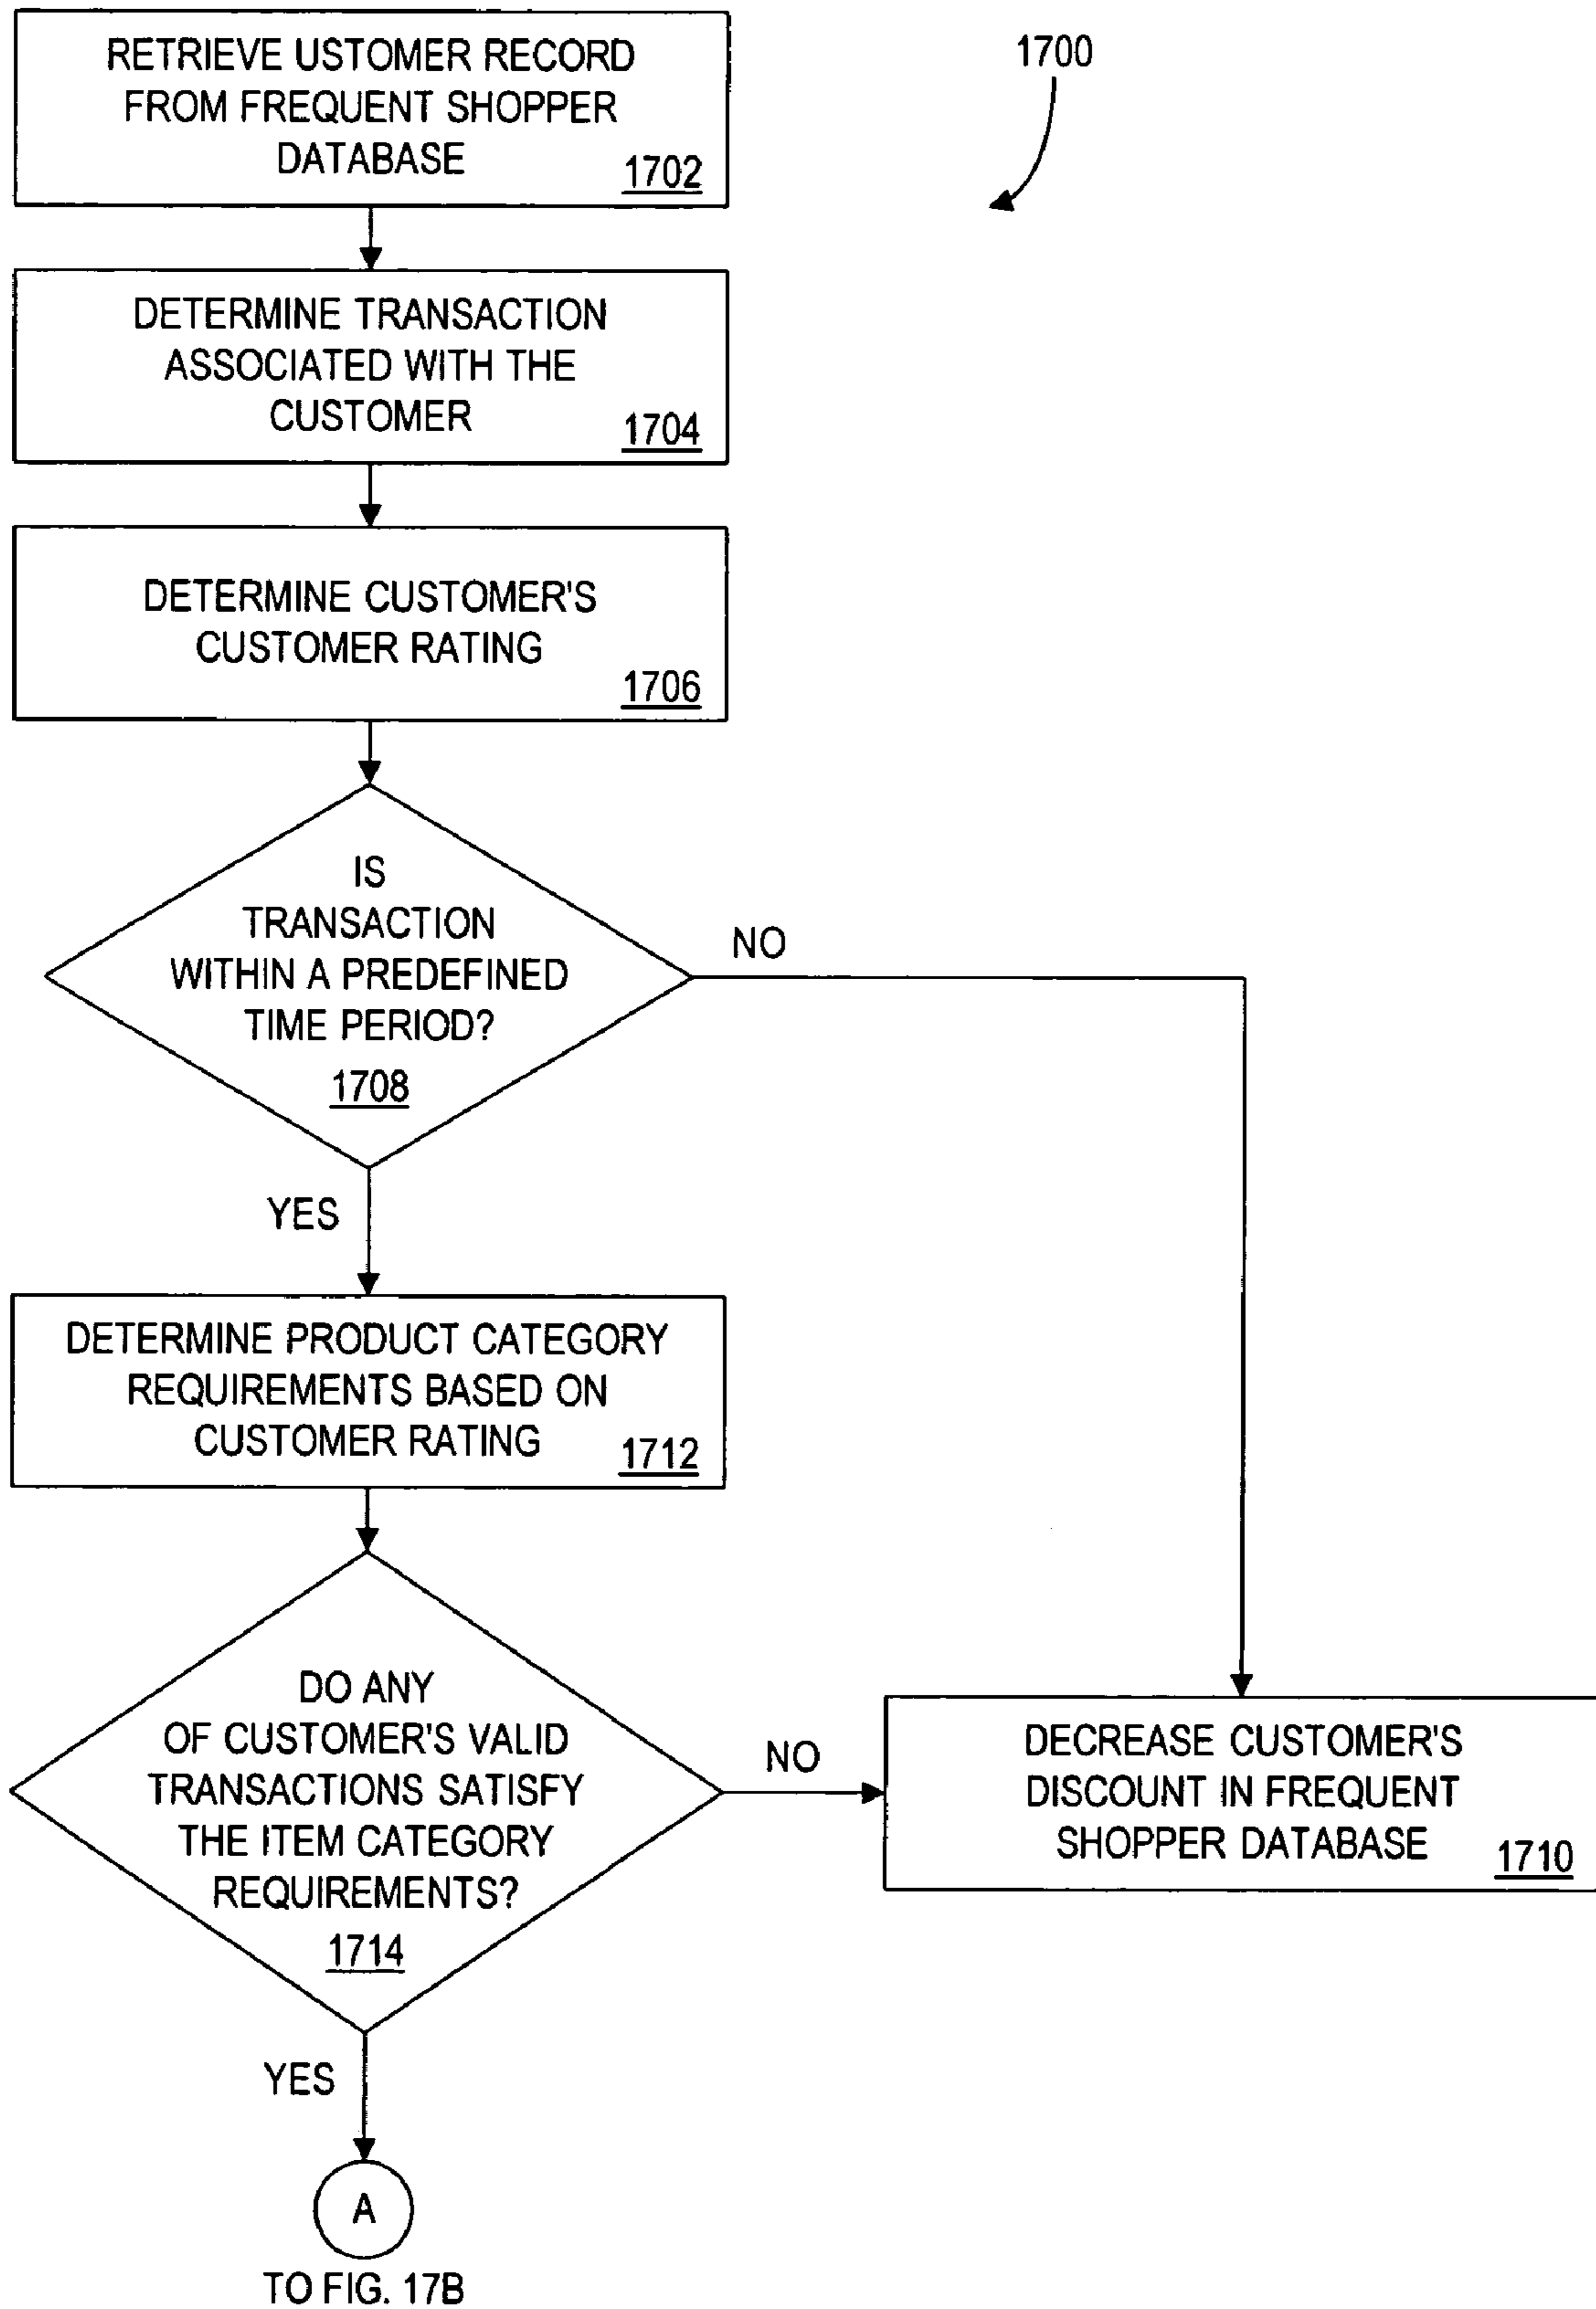 RETRIEVE USTOMER RECORD
FROM FREQUENT SHOPPER
DATABASE
1702
1700
DETERMINE TRANSACTION
ASSOCIATED WITH THE
CUSTOMER
1704
DETERMINE CUSTOMER'S
CUSTOMER RATING
1706
IS
TRANSACTION
WITHIN A PREDEFINED
TIME PERIOD?
1708
NO
YES
DETERMINE PRODUCT CATEGORY
REQUIREMENTS BASED ON
CUSTOMER RATING
1712
DO ANY
OF CUSTOMER'S VALID
TRANSACTIONS SATISFY
THE ITEM CATEGORY
REQUIREMENTS?
1714
NO
DECREASE CUSTOMER'S
DISCOUNT IN FREQUENT
SHOPPER DATABASE
1710
YES
A
TO FIG. 17B